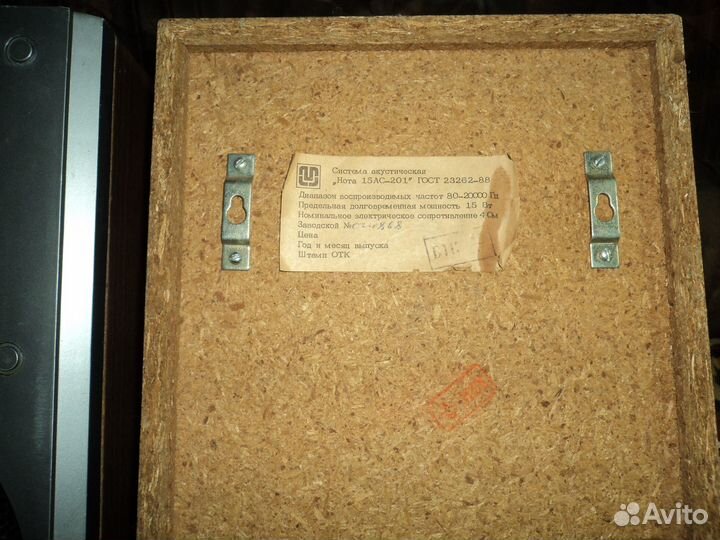 Система акустическая
„Нота 15АС-201" ГОСТ 23262-88
Диапазон воспроизводимых частот 80-20000 Гц
Предельная долговременная мощность 15 Вт
Номинальное электрическое сопротивление 4 Ом
Заводской №
Цена
Год и месяц выпуска
Штамп ОТК
Avito